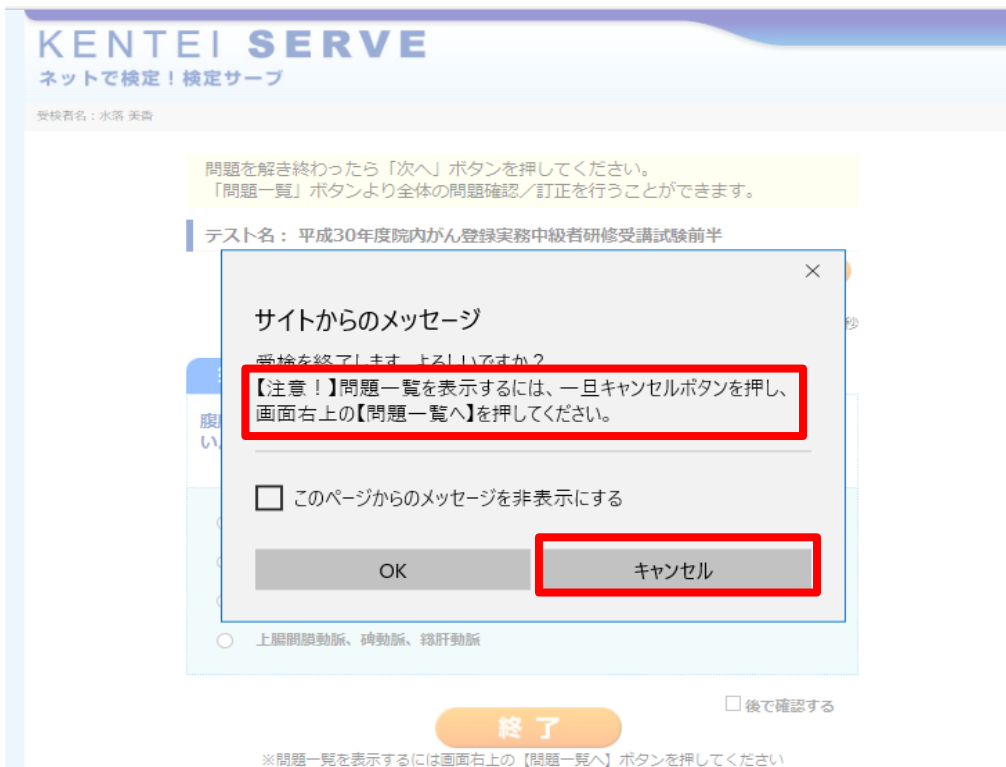 KENTEI SERVE
ネットで検定！検定サーブ
受検者名：水落 美香
問題を解き終わったら「次へ」ボタンを押してください。
「問題一覧」ボタンより全体の問題確認／訂正を行うことができます。
テスト名： 平成30年度院内がん登録実務中級者研修受講試験前半
秒
サイトからのメッセージ
受検を終了します。よろしいですか？
【注意！】問題一覧を表示するには、一旦キャンセルボタンを押し、
画面右上の【問題一覧へ】を押してください。
腹
い。
このページからのメッセージを非表示にする
OK
キャンセル
上腸間膜動脈、脾動脈、総肝動脈
後で確認する
終了
※問題一覧を表示するには画面右上の【問題一覧へ】ボタンを押してください